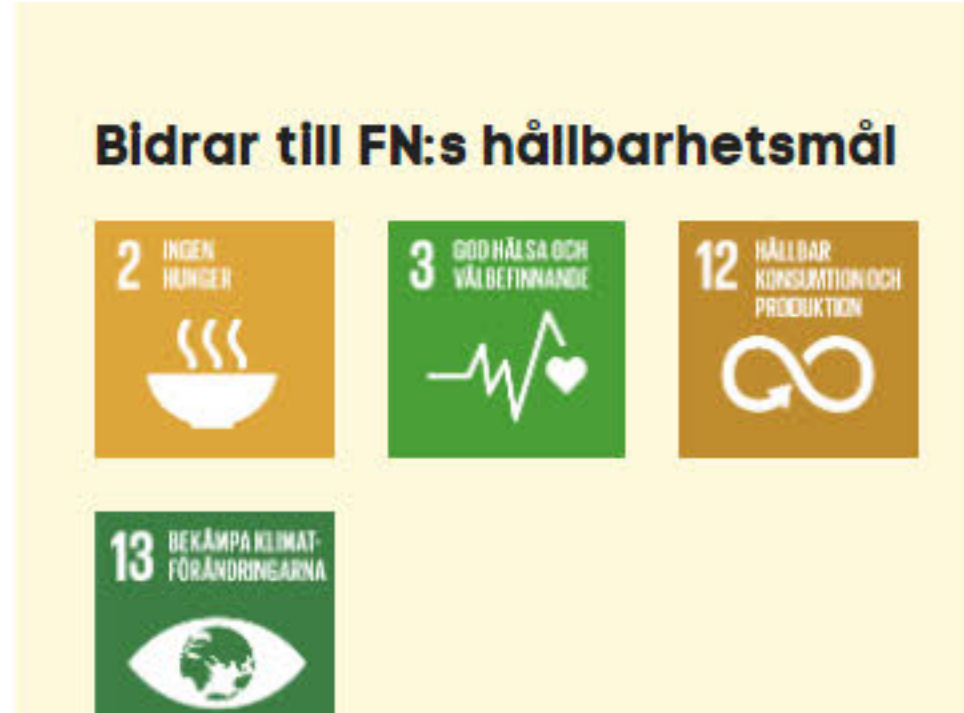 Bidrar till FN:s hållbarhetsmål
2 INGEN
HUNGER
3 GOD HÄLSA OCH
VÄLBEFINNANDE
12 HÅLLBAR
KONSUMTION OCH
PRODUKTION
13 BEKÄMPA KLIMAT-
FÖRÄNDRINGARNA